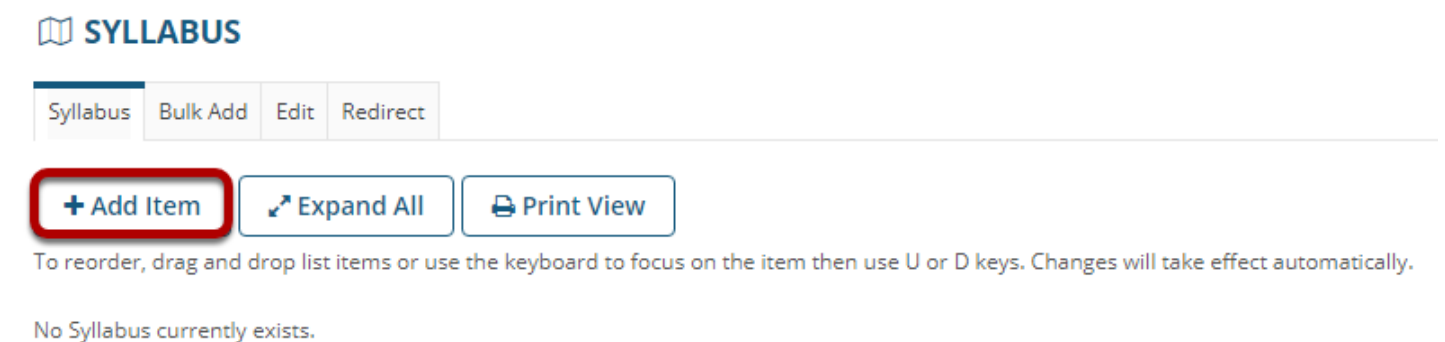 SYLLABUS
Syllabus Bulk Add Edit Redirect
+ Add Item Expand All Print View
To reorder, drag and drop list items or use the keyboard to focus on the item then use U or D keys. Changes will take effect automatically.
No Syllabus currently exists.